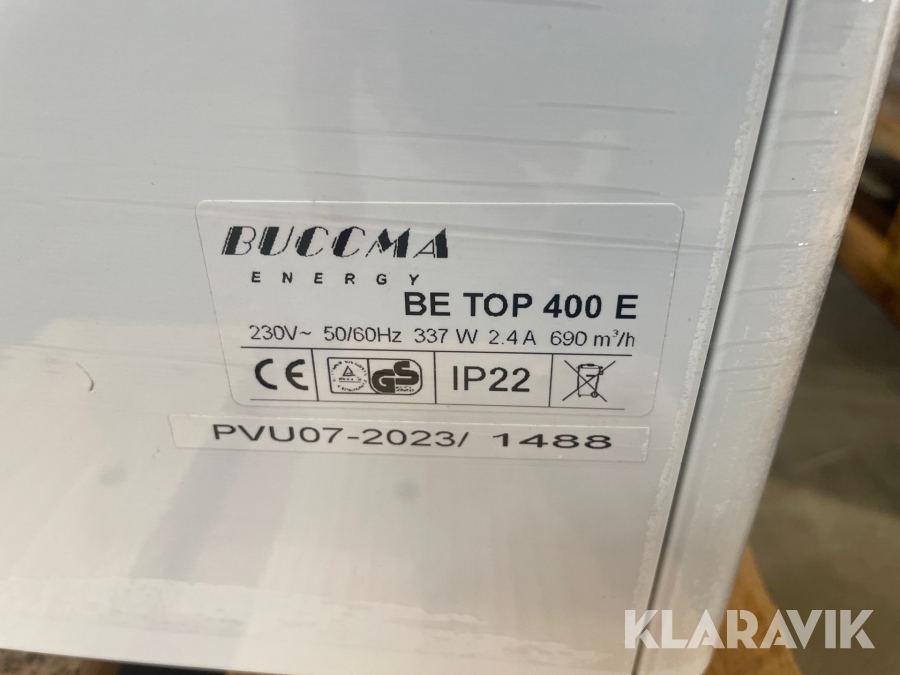 BUCCMA
ENERGY
BE TOP 400 E
230V~ 50/60Hz 337 W 2.4 A 690 m³/h
CE GS IP22
PVU07-2023/ 1488
KLARAVIK